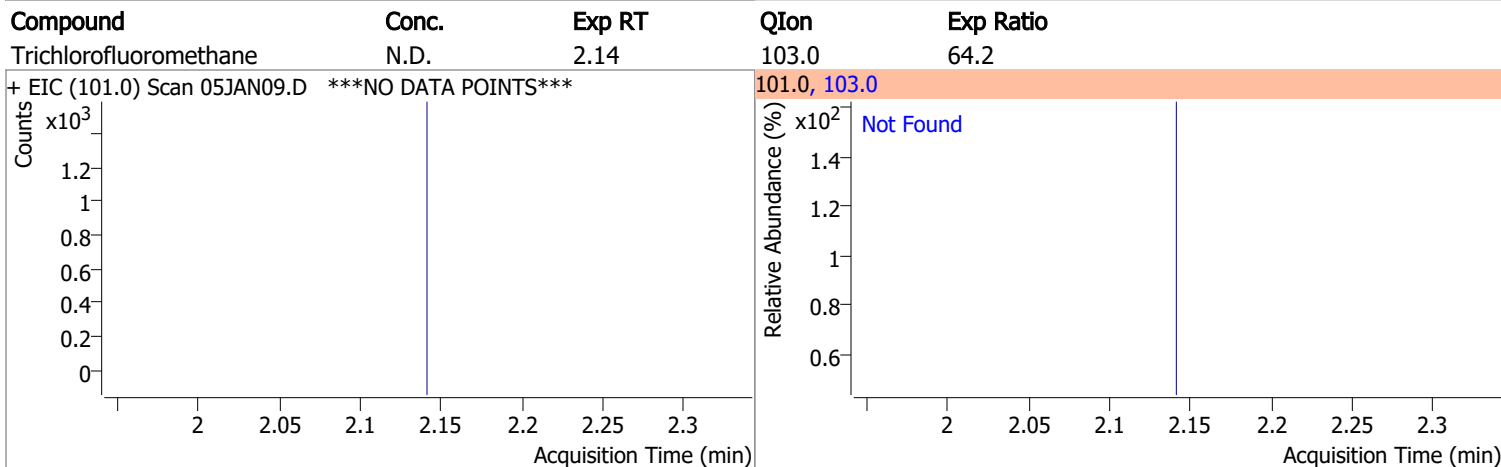 Compound Conc. Exp RT QIon Exp Ratio
Trichlorofluoromethane N.D. 2.14 103.0 64.2
+ EIC (101.0) Scan 05JAN09.D ***NO DATA POINTS***
Counts
x10³
1.2
1
0.8
0.6
0.4
0.2
0
2 2.05 2.1 2.15 2.2 2.25 2.3
Acquisition Time (min)
101.0, 103.0
Relative Abundance (%)
x10²
Not Found
1.4
1.2
1
0.8
0.6
2 2.05 2.1 2.15 2.2 2.25 2.3
Acquisition Time (min)